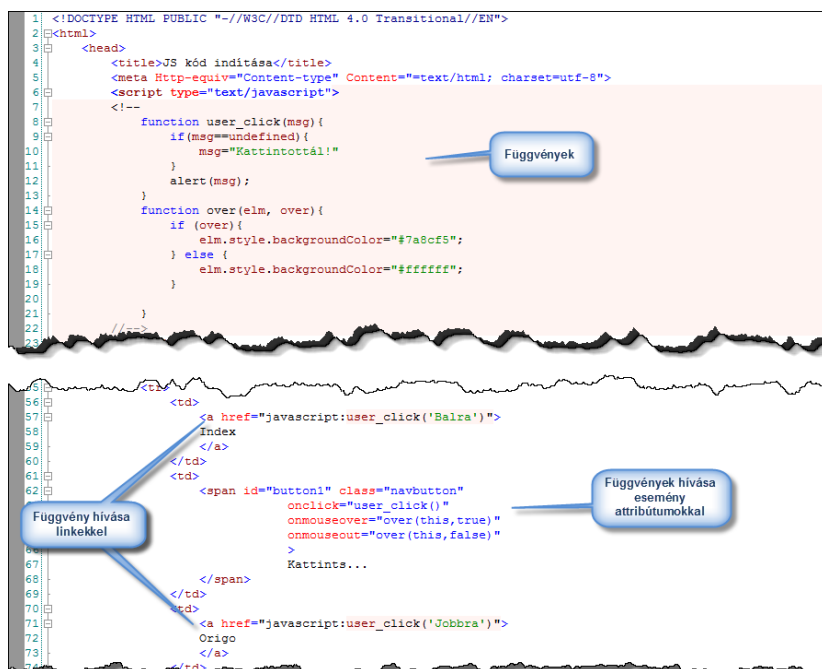 1 <!DOCTYPE HTML PUBLIC "-//W3C//DTD HTML 4.0 Transitional//EN">
2 <html>
3 <head>
4 <title>JS kód indítása</title>
5 <meta Http-equiv="Content-type" Content="=text/html; charset=utf-8">
6 <script type="text/javascript">
7 <!--
8 function user_click(msg){
9 if(msg==undefined){
10 msg="Kattintottál!"
11 }
12 alert(msg);
13 }
14 function over(elm, over){
15 if (over){
16 elm.style.backgroundColor="#7a8cf5";
17 } else {
18 elm.style.backgroundColor="#ffffff";
19 }
20
21 }
22 //-->
23
Függvények
<tr>
56 <td>
57 <a href="javascript:user_click('Balra')">
58 Index
59 </a>
60 </td>
61 <td>
62 <span id="button1" class="navbutton"
onclick="user_click()"
onmouseover="over(this,true)"
onmouseout="over(this,false)"
>
67 Kattints...
68 </span>
69 </td>
70 <td>
71 <a href="javascript:user_click('Jobbra')">
72 Origo
73 </a>
74 </td>
Függvény hívása
linkekkel
Függvények hívása
esemény
attribútumokkal